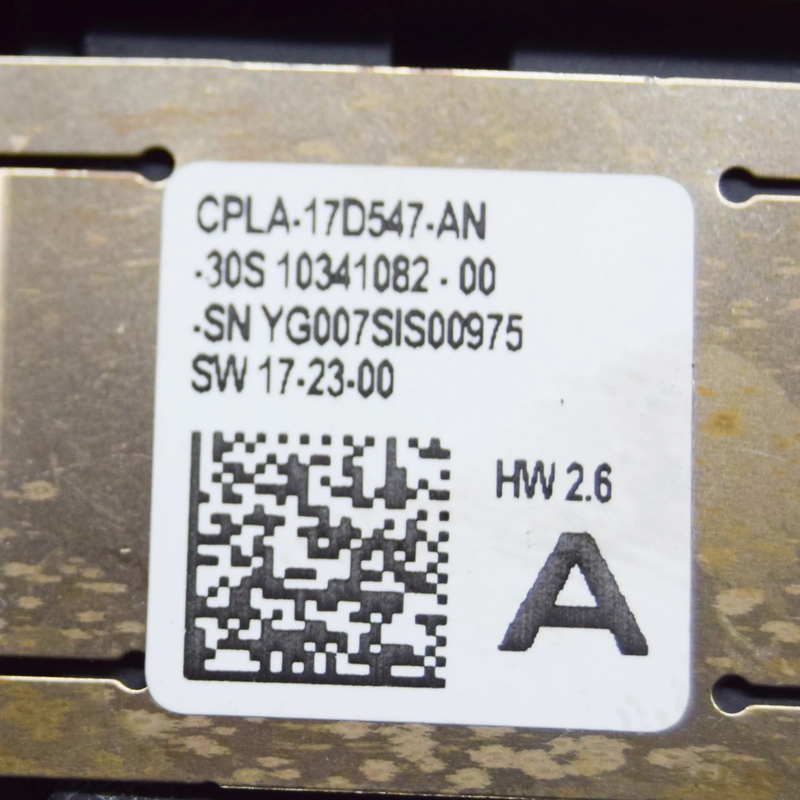 CPLA-17D547-AN
-30S 10341082 - 00
-SN YG007SIS00975
SW 17-23-00
HW 2.6
A